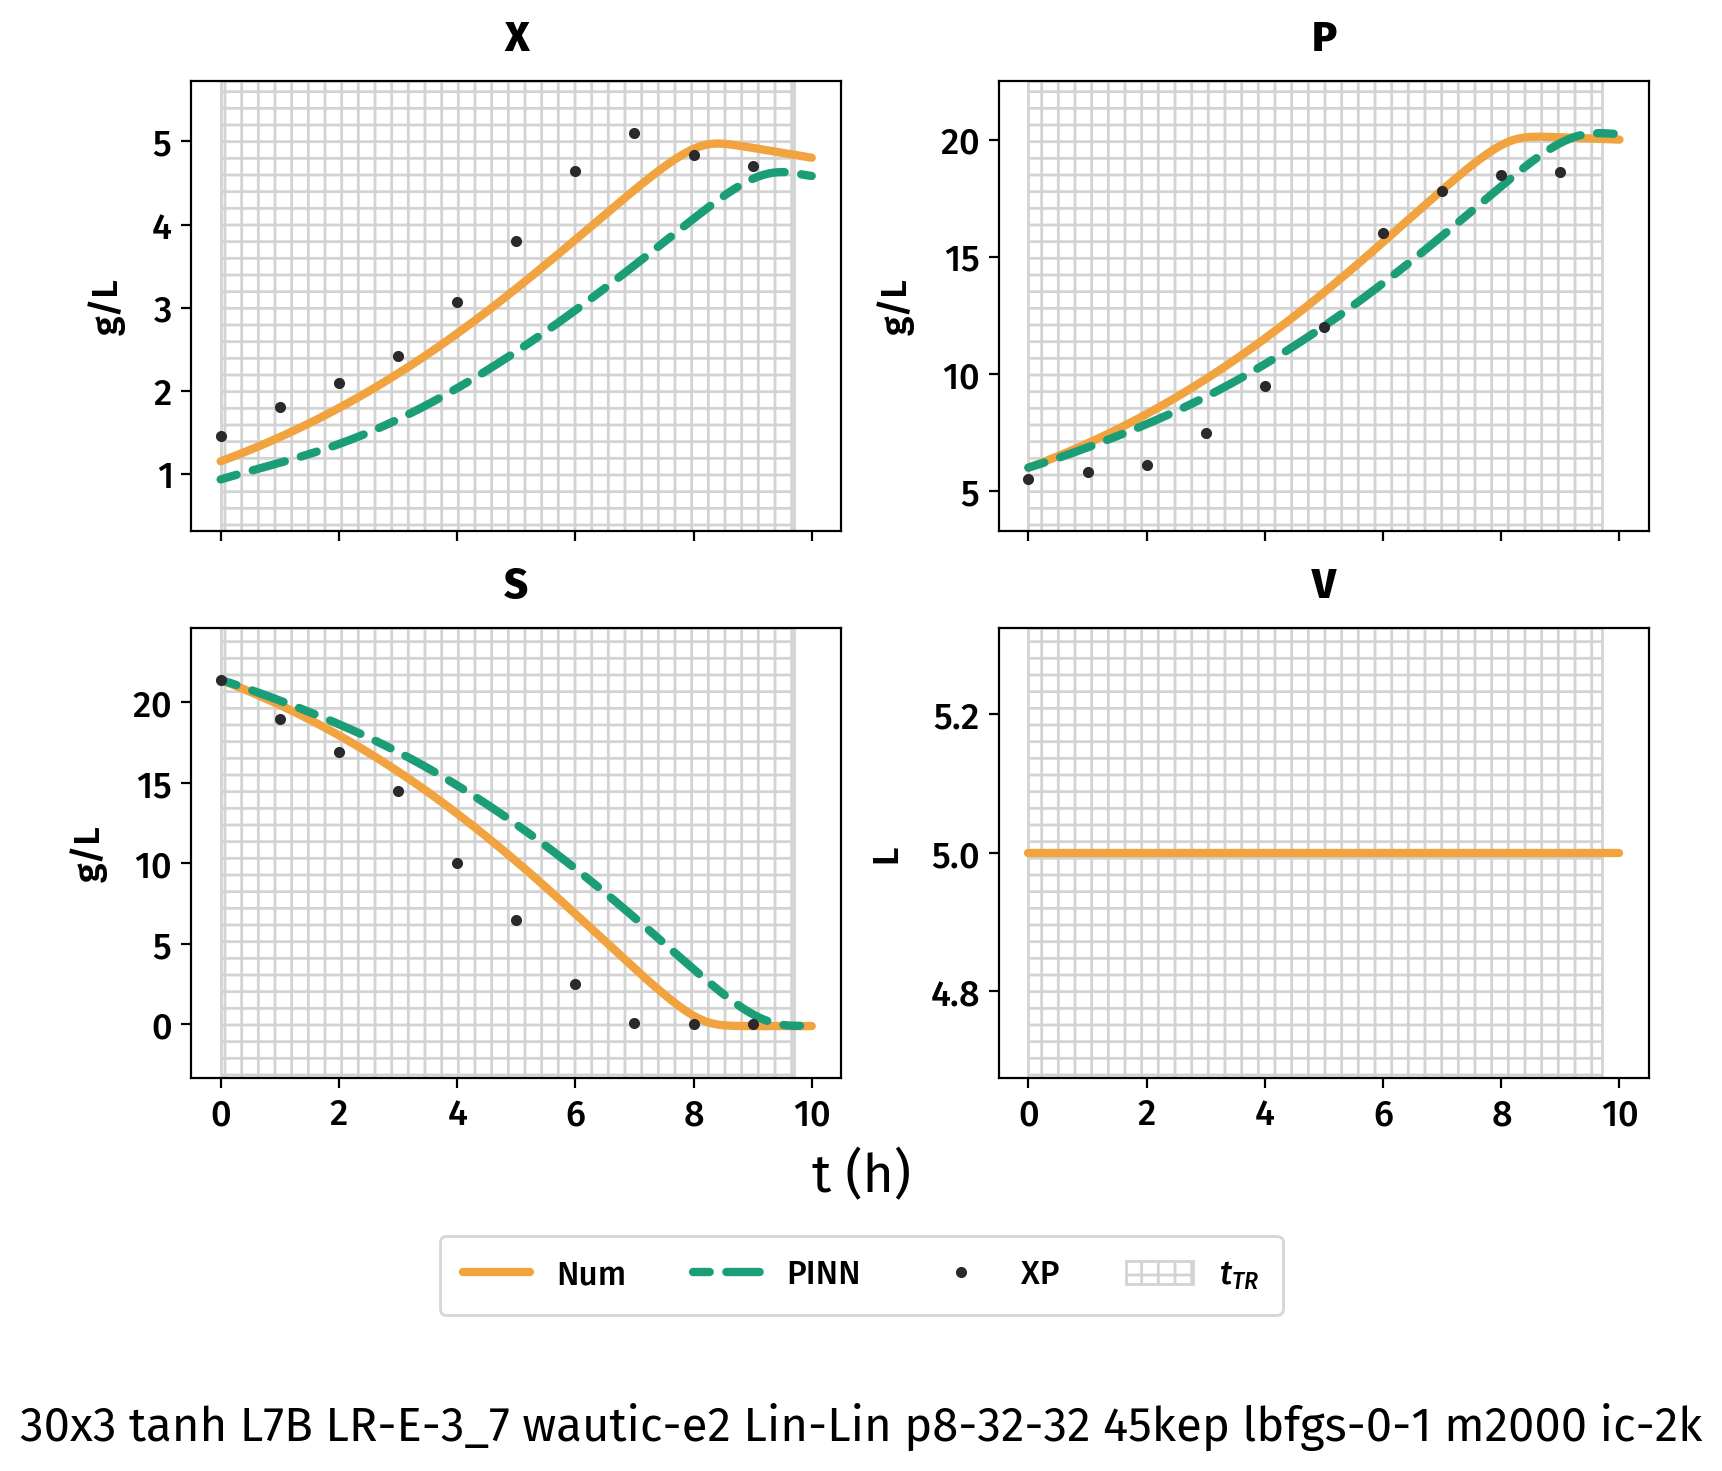 X
P
5
4
3
2
1
g/L
20
15
10
5
g/L
S
V
20
15
10
5
0
g/L
5.2
5.0
4.8
L
0 2 4 6 8 10
0 2 4 6 8 10
t (h)
Num PINN XP tTR
30x3 tanh L7B LR-E-3_7 wautic-e2 Lin-Lin p8-32-32 45kep lbfgs-0-1 m2000 ic-2k